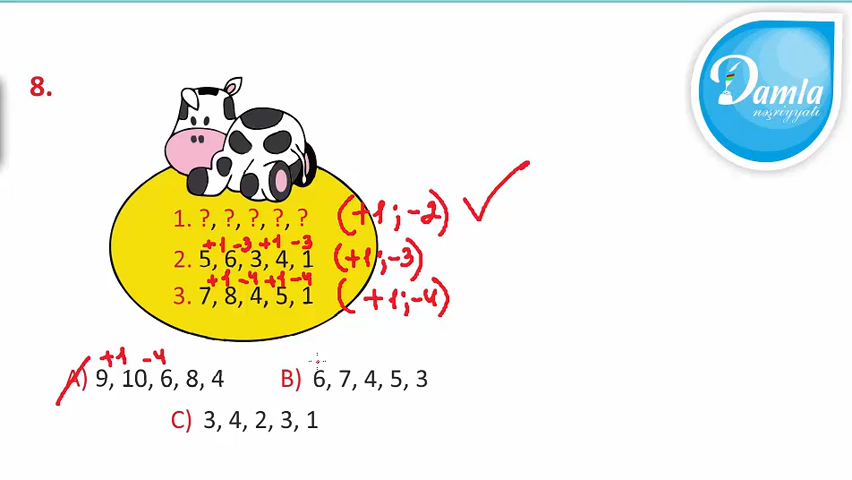 8.
Damla
nəşriyyatı
1. ?, ?, ?, ?, ? (+1; -2)
+1 -3 +1 -3
2. 5, 6, 3, 4, 1 (+1; -3)
+1 -4 +1 -4
3. 7, 8, 4, 5, 1 (+1; -4)
+1 -4
A) 9, 10, 6, 8, 4 B) 6, 7, 4, 5, 3
C) 3, 4, 2, 3, 1